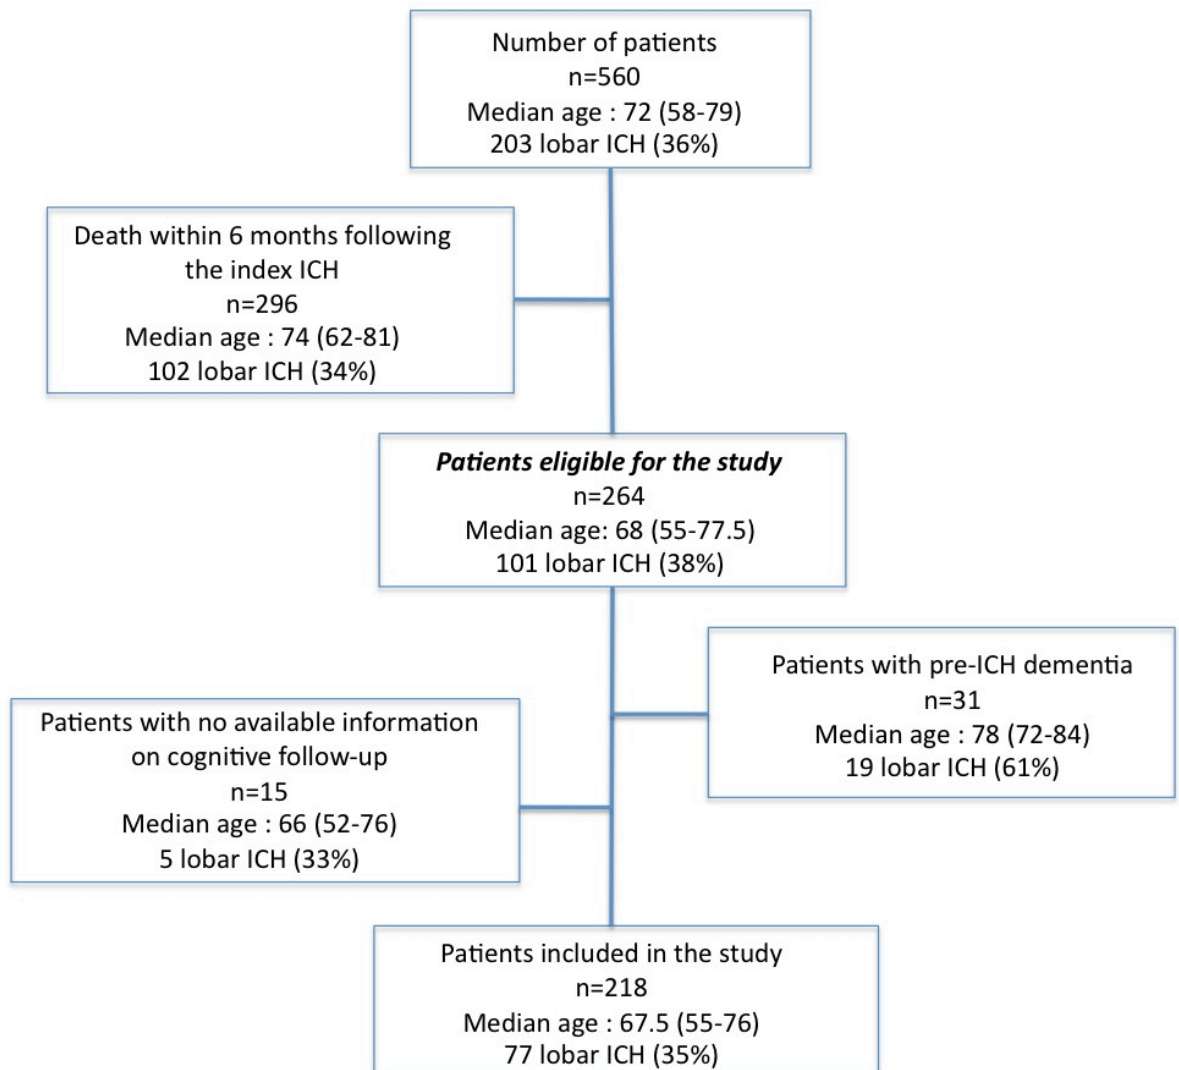 Number of patients
n=560
Median age : 72 (58-79)
203 lobar ICH (36%)
Death within 6 months following
the index ICH
n=296
Median age : 74 (62-81)
102 lobar ICH (34%)
Patients eligible for the study
n=264
Median age: 68 (55-77.5)
101 lobar ICH (38%)
Patients with pre-ICH dementia
n=31
Median age : 78 (72-84)
19 lobar ICH (61%)
Patients with no available information
on cognitive follow-up
n=15
Median age : 66 (52-76)
5 lobar ICH (33%)
Patients included in the study
n=218
Median age : 67.5 (55-76)
77 lobar ICH (35%)